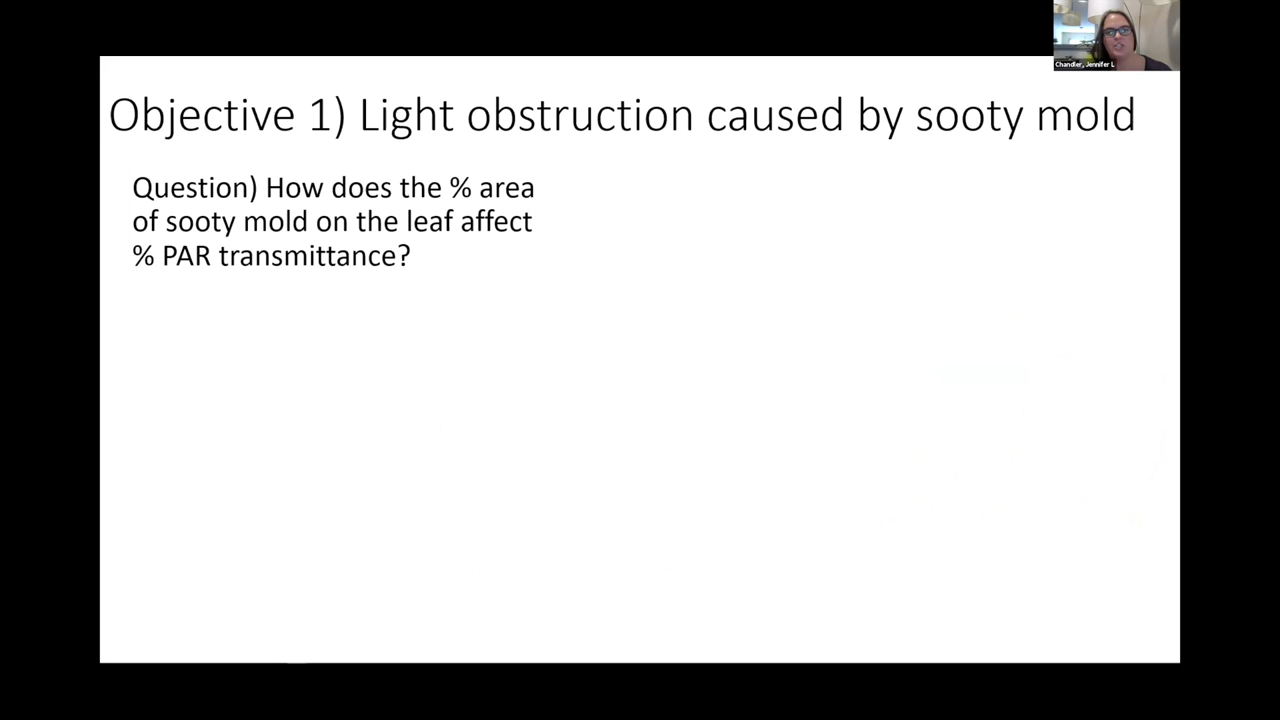 Chandler, Jennifer L
Objective 1) Light obstruction caused by sooty mold
Question) How does the % area
of sooty mold on the leaf affect
% PAR transmittance?